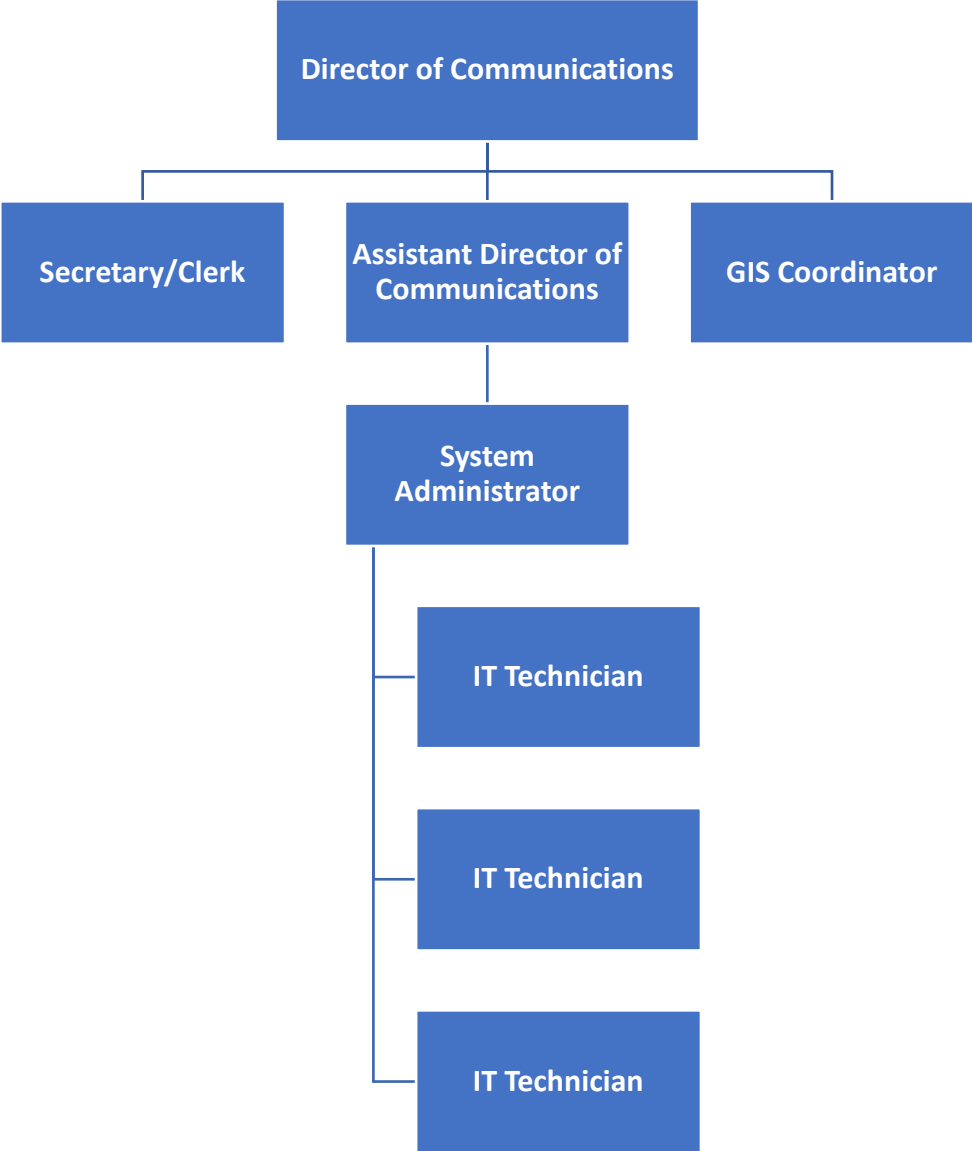 Director of Communications
Secretary/Clerk
Assistant Director of
Communications
GIS Coordinator
System
Administrator
IT Technician
IT Technician
IT Technician